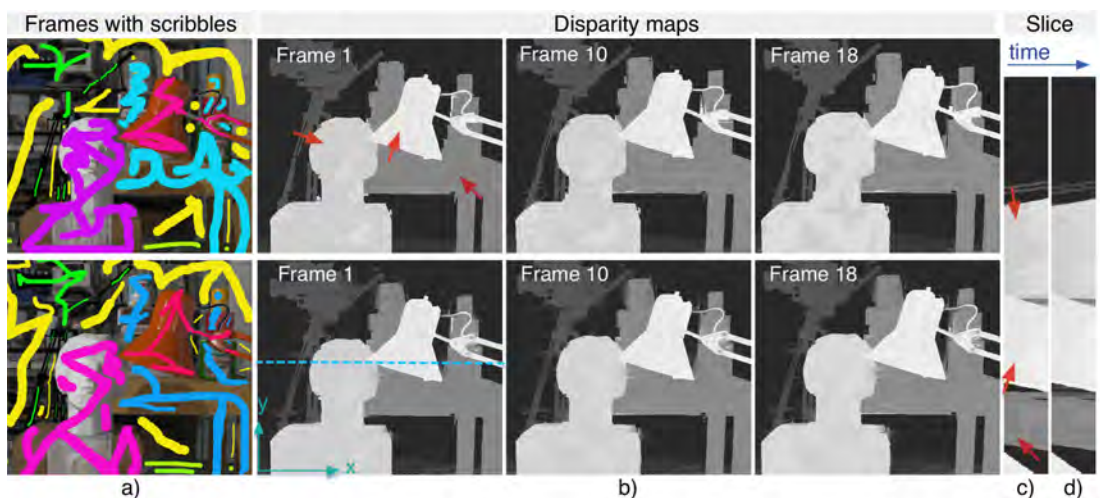 Frames with scribbles
Disparity maps
Slice
Frame 1
Frame 10
Frame 18
time
Frame 1
Frame 10
Frame 18
y
x
a)
b)
c)
d)